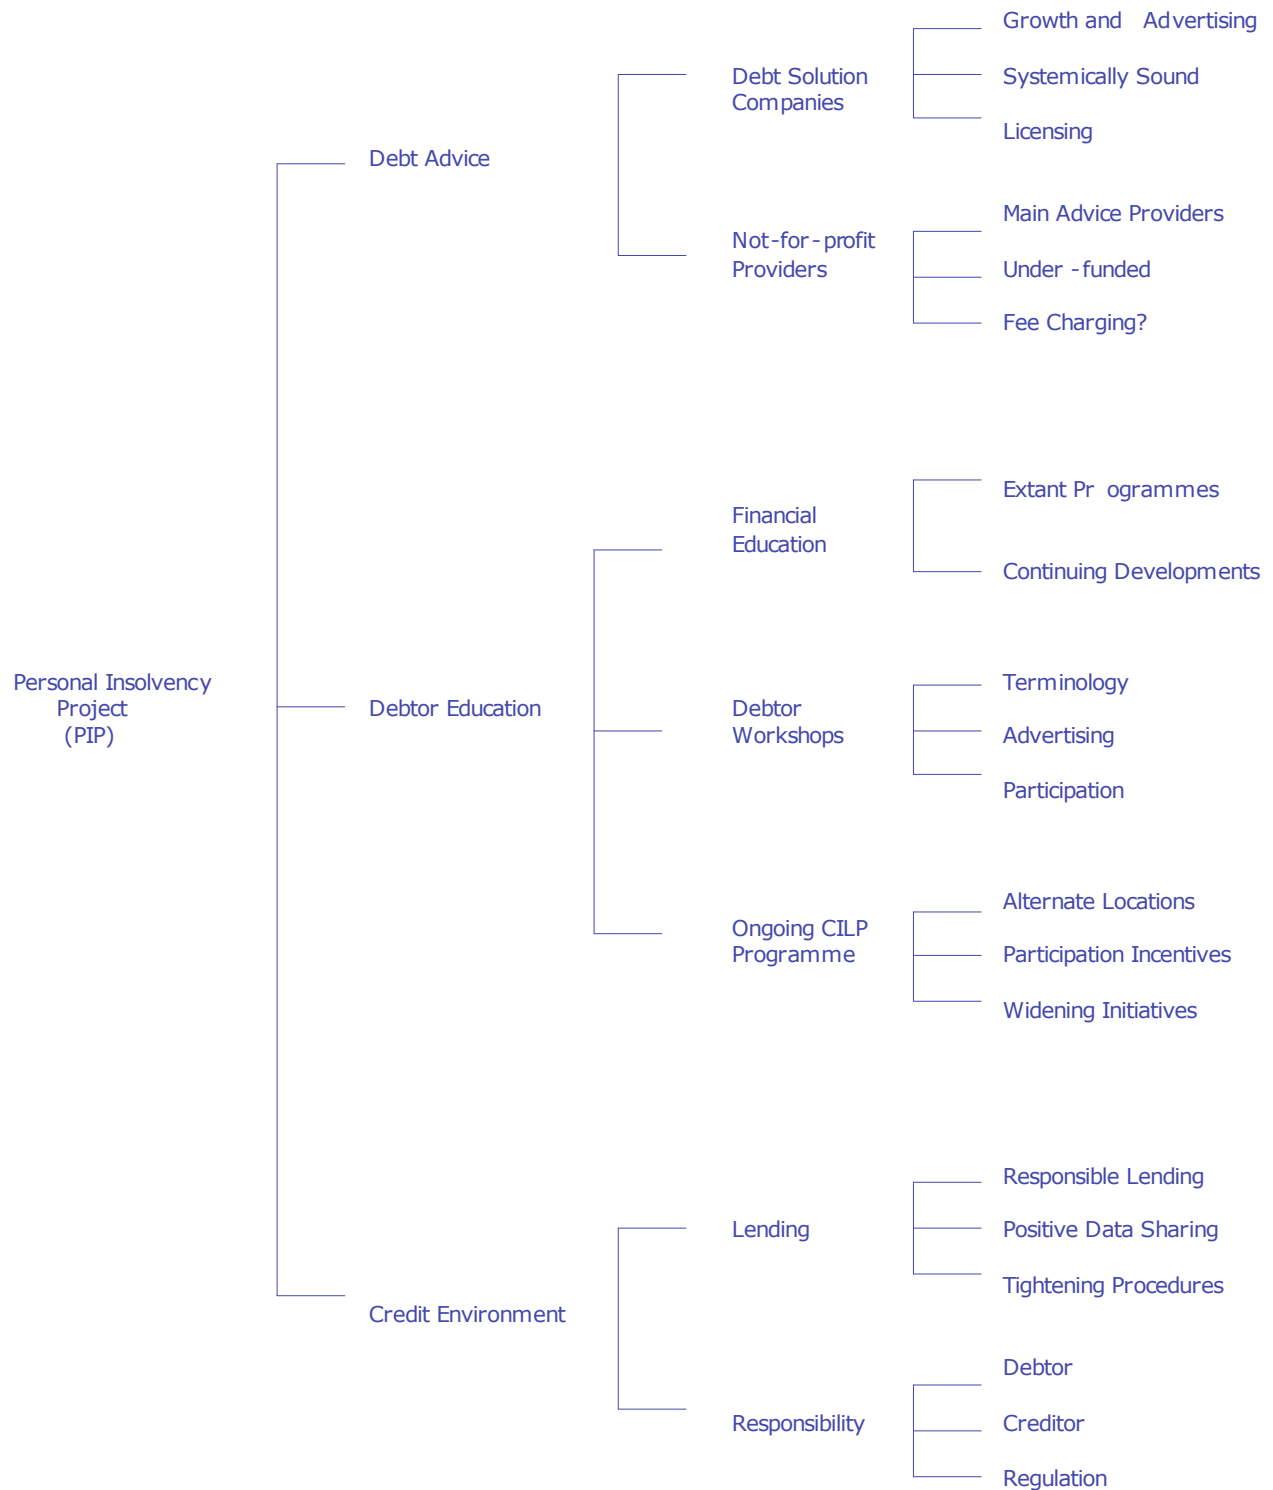 Personal Insolvency
Project
(PIP)
Debt Advice
Debt Solution
Companies
Growth and Advertising
Systemically Sound
Licensing
Not-for-profit
Providers
Main Advice Providers
Under-funded
Fee Charging?
Debtor Education
Financial
Education
Extant Pr ogrammes
Continuing Developments
Debtor
Workshops
Terminology
Advertising
Participation
Ongoing CILP
Programme
Alternate Locations
Participation Incentives
Widening Initiatives
Credit Environment
Lending
Responsible Lending
Positive Data Sharing
Tightening Procedures
Responsibility
Debtor
Creditor
Regulation